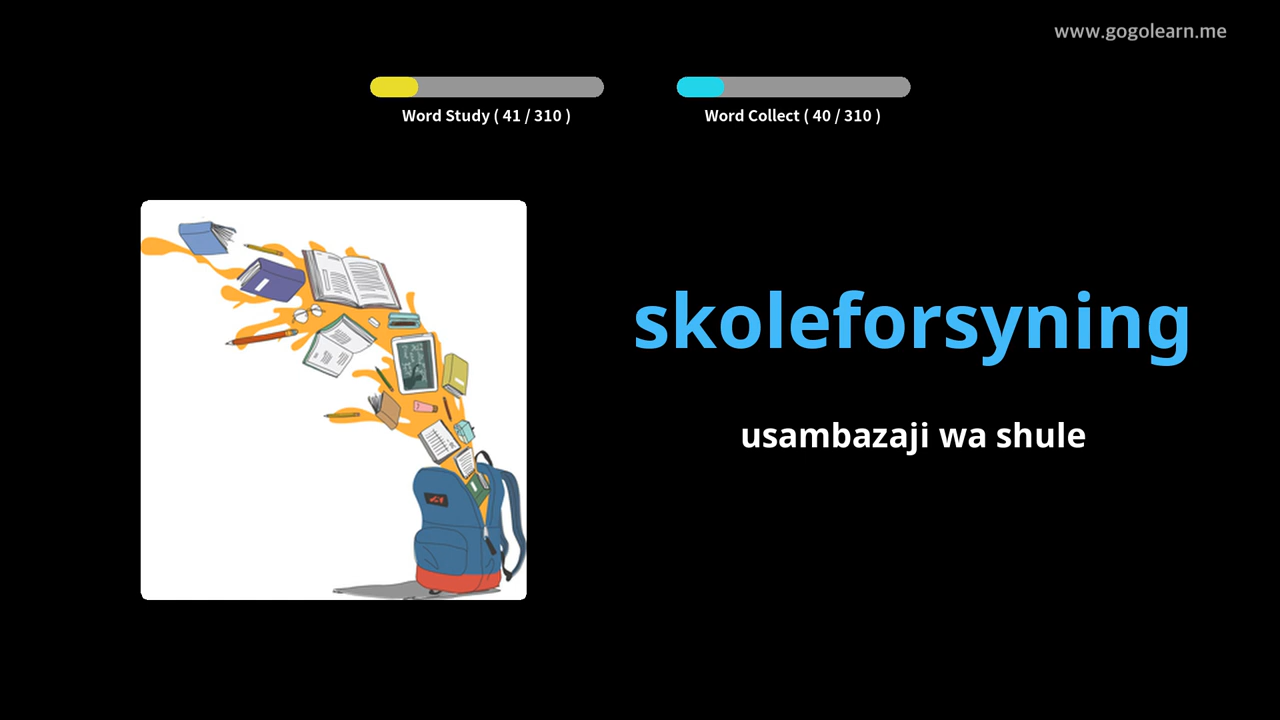 www.gogolearn.me
Word Study ( 41 / 310 )
Word Collect ( 40 / 310 )
skoleforsyning
usambazaji wa shule